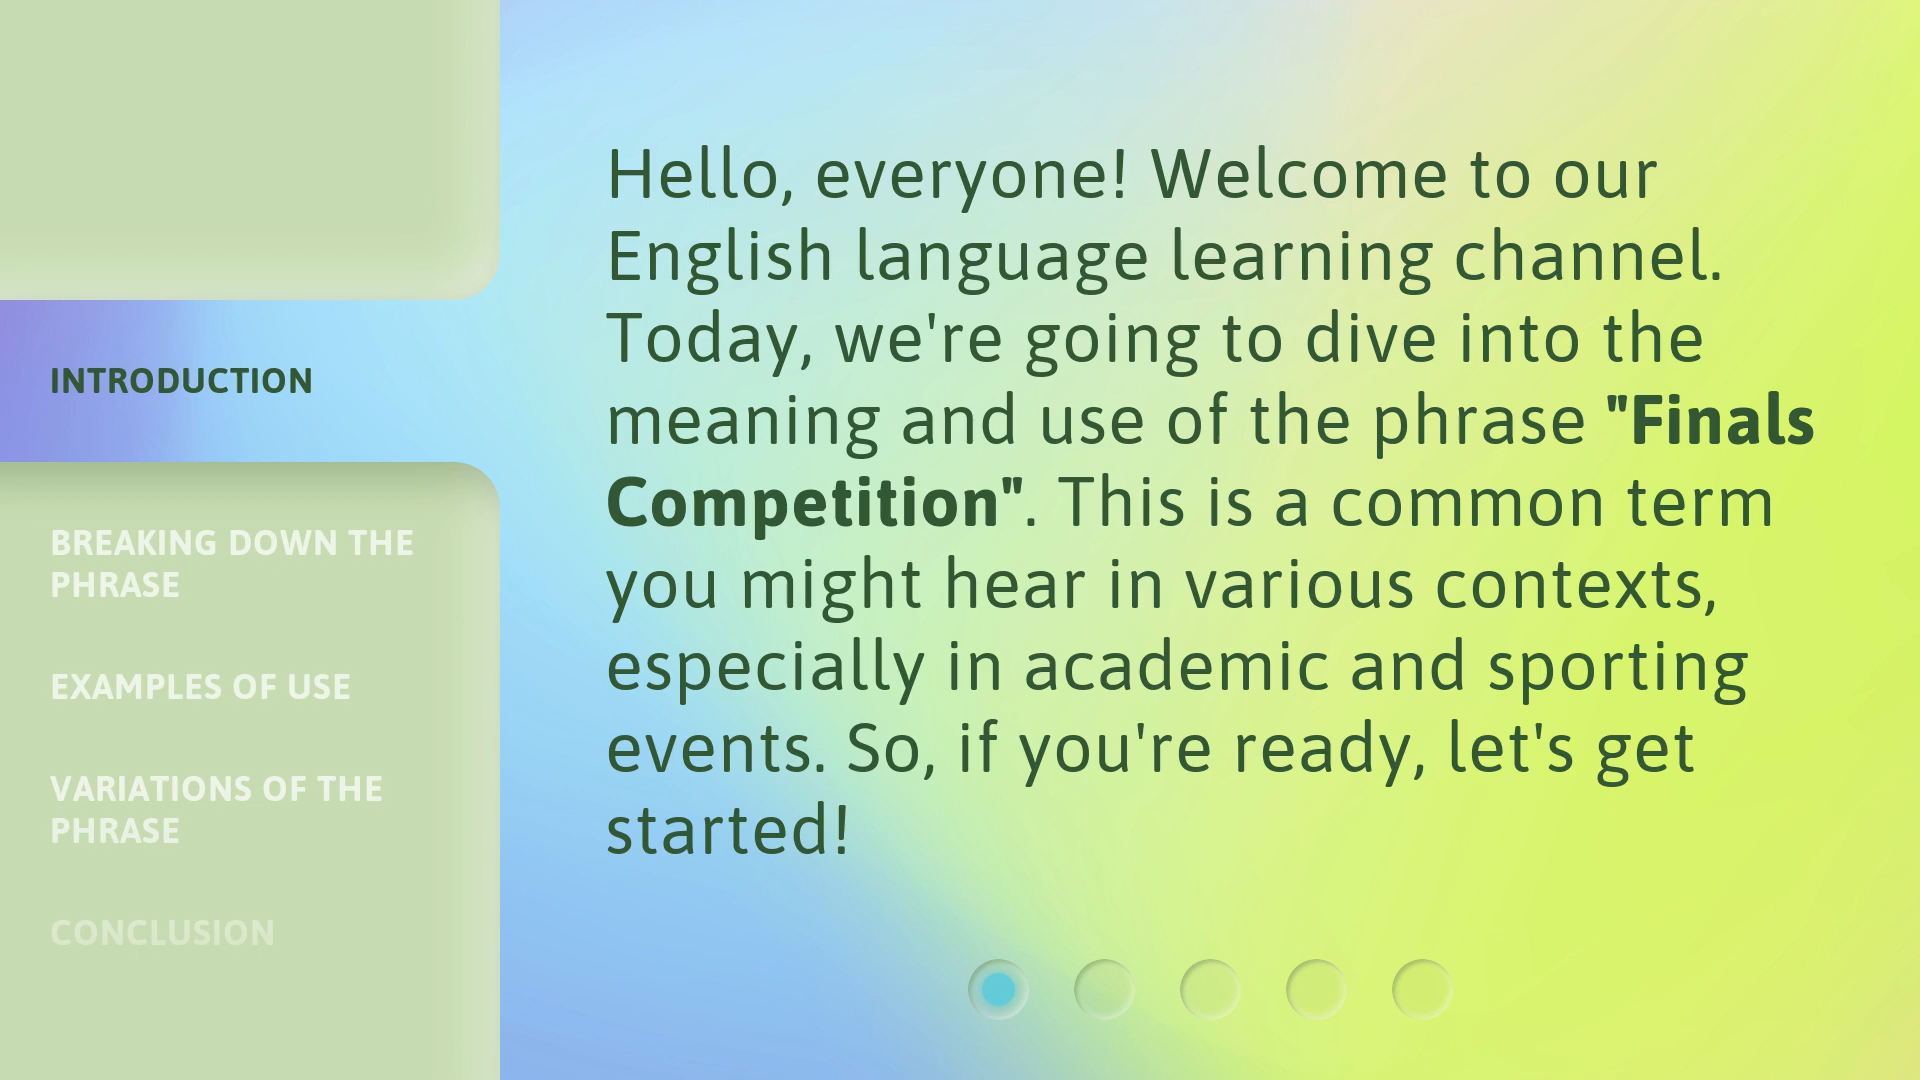 INTRODUCTION
BREAKING DOWN THE
PHRASE
EXAMPLES OF USE
VARIATIONS OF THE
PHRASE
CONCLUSION
Hello, everyone! Welcome to our
English language learning channel.
Today, we're going to dive into the
meaning and use of the phrase "Finals
Competition". This is a common term
you might hear in various contexts,
especially in academic and sporting
events. So, if you're ready, let's get
started!